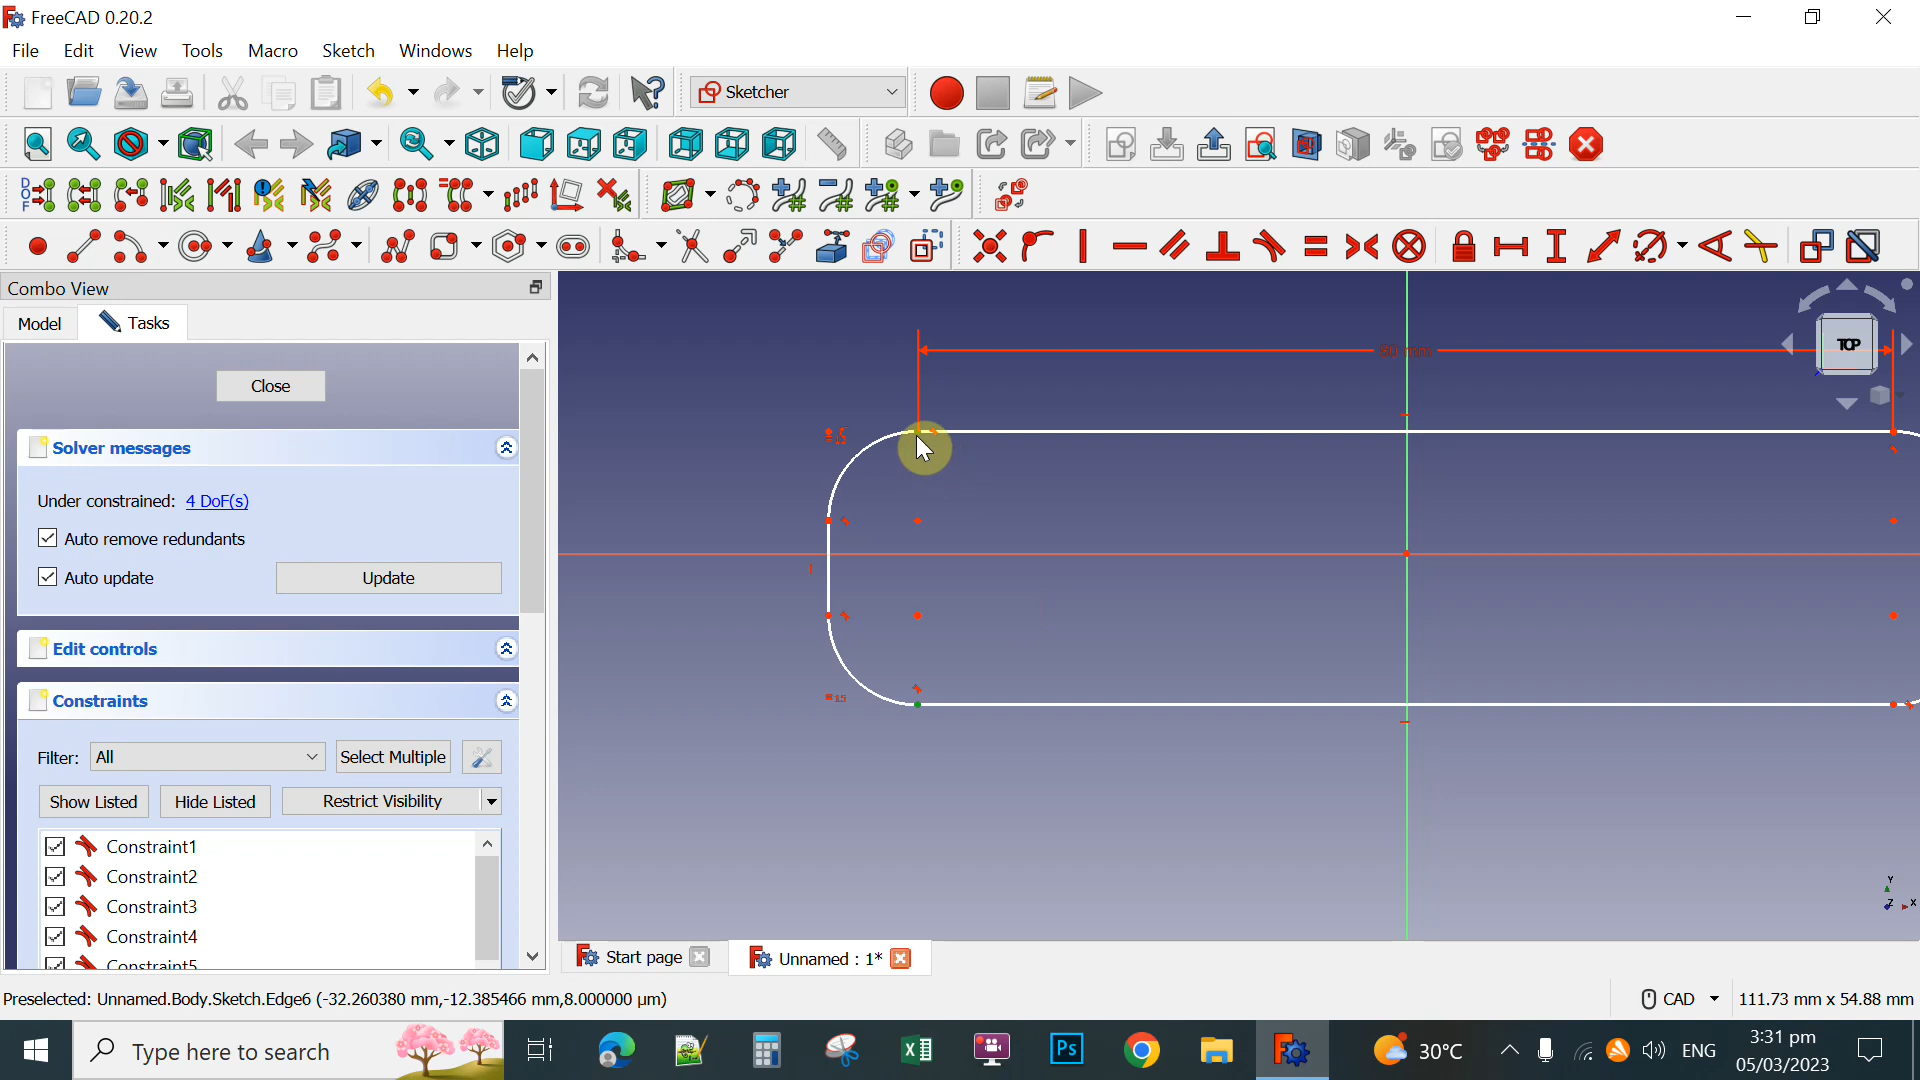 FreeCAD 0.20.2
File Edit View Tools Macro Sketch Windows Help
Sketcher
Combo View
Model Tasks
Close
Solver messages
Under constrained: 4 DoF(s)
Auto remove redundants
Auto update Update
Edit controls
Constraints
Filter: All Select Multiple
Show Listed Hide Listed Restrict Visibility
Constraint1
Constraint2
Constraint3
Constraint4
Constraint5
TOP
=15
Y
Z X
Start page Unnamed : 1*
Preselected: Unnamed.Body.Sketch.Edge6 (-32.260380 mm,-12.385466 mm,8.000000 µm)
CAD 111.73 mm x 54.88 mm
Type here to search
Ps
30°C
ENG
3:31 pm
05/03/2023